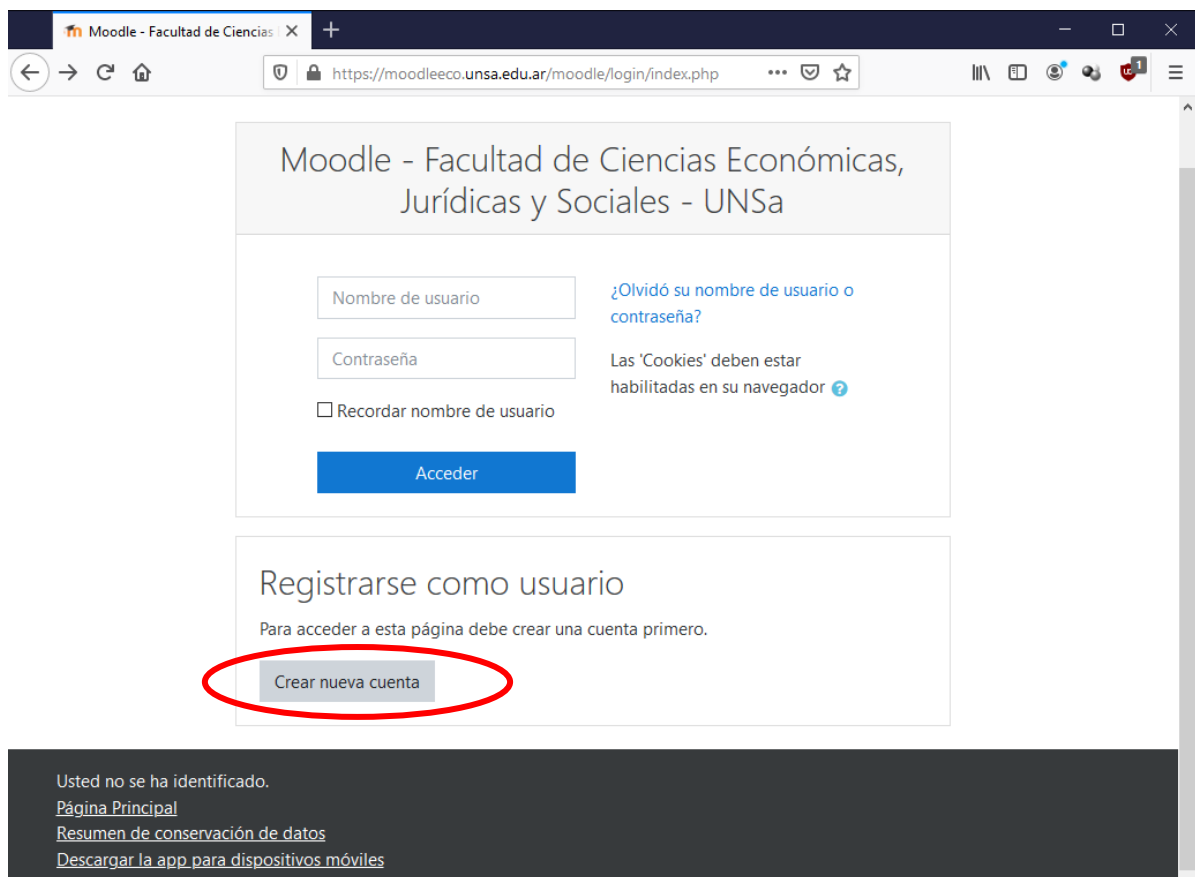 Moodle - Facultad de Ciencias
https://moodleeco.unsa.edu.ar/moodle/login/index.php
1
Moodle - Facultad de Ciencias Económicas,
Jurídicas y Sociales - UNSa
Nombre de usuario
¿Olvidó su nombre de usuario o
contraseña?
Contraseña
Las 'Cookies' deben estar
habilitadas en su navegador
Recordar nombre de usuario
Acceder
Registrarse como usuario
Para acceder a esta página debe crear una cuenta primero.
Crear nueva cuenta
Usted no se ha identificado.
Página Principal
Resumen de conservación de datos
Descargar la app para dispositivos móviles